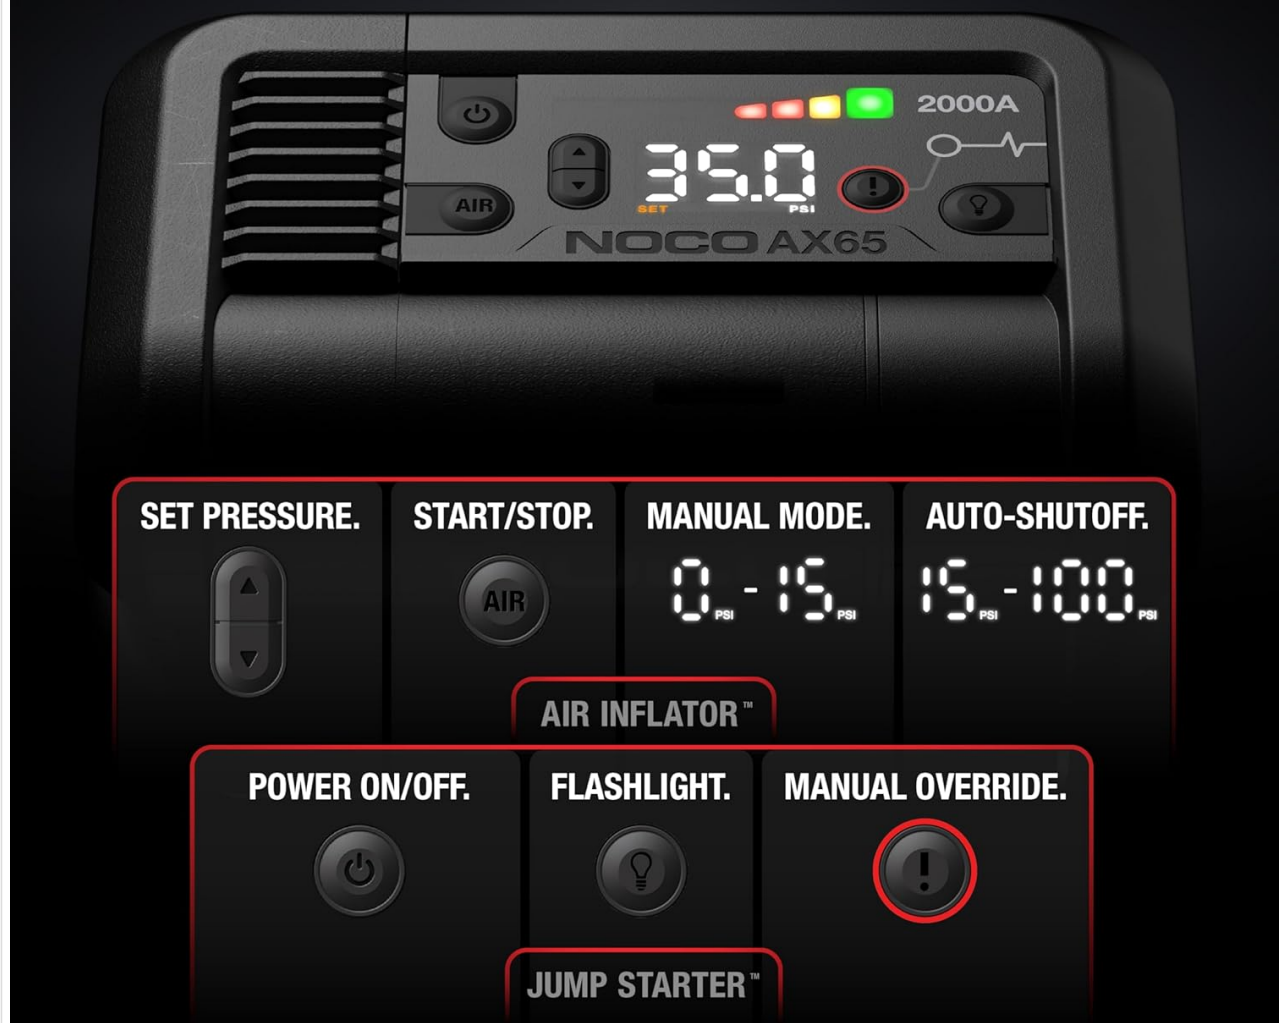 2000A
35.0
SET PSI
AIR
NOCO AX65
SET PRESSURE. START/STOP. MANUAL MODE. AUTO-SHUTOFF.
AIR 0 PSI - 15 PSI 15 PSI - 100 PSI
AIR INFLATOR™
POWER ON/OFF. FLASHLIGHT. MANUAL OVERRIDE.
!
JUMP STARTER™